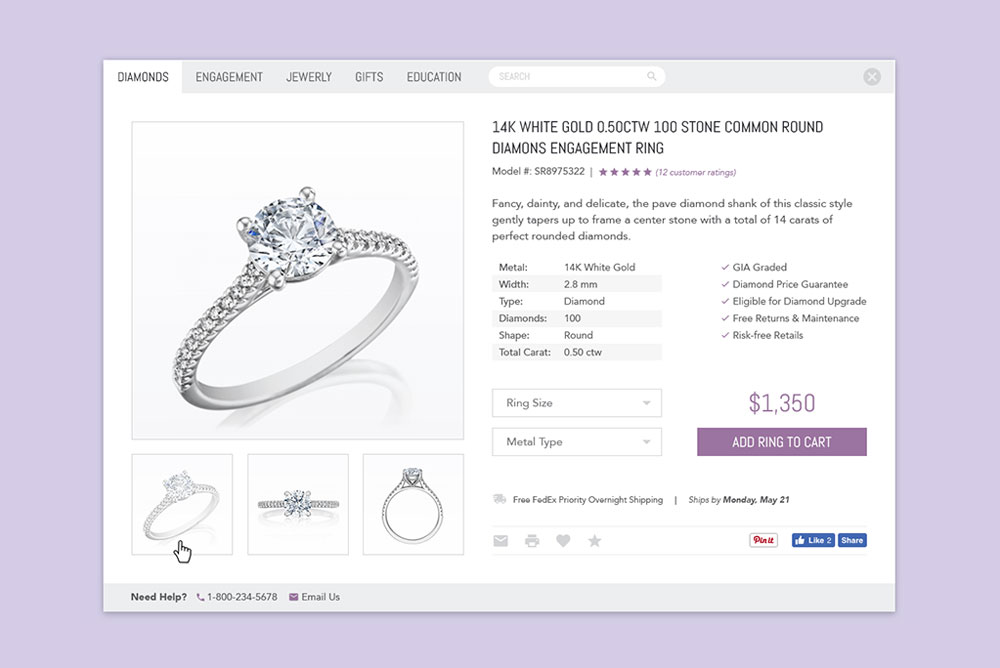 DIAMONDS ENGAGEMENT JEWERLY GIFTS EDUCATION SEARCH
14K WHITE GOLD 0.50CTW 100 STONE COMMON ROUND
DIAMONS ENGAGEMENT RING
Model #: SR8975322 | (12 customer ratings)
Fancy, dainty, and delicate, the pave diamond shank of this classic style
gently tapers up to frame a center stone with a total of 14 carats of
perfect rounded diamonds.
Metal: 14K White Gold
Width: 2.8 mm
Type: Diamond
Diamonds: 100
Shape: Round
Total Carat: 0.50 ctw
GIA Graded
Diamond Price Guarantee
Eligible for Diamond Upgrade
Free Returns & Maintenance
Risk-free Retails
Ring Size
Metal Type
$1,350
ADD RING TO CART
Free FedEx Priority Overnight Shipping | Ships by Monday, May 21
Pin it Like 2 Share
Need Help? 1-800-234-5678 Email Us